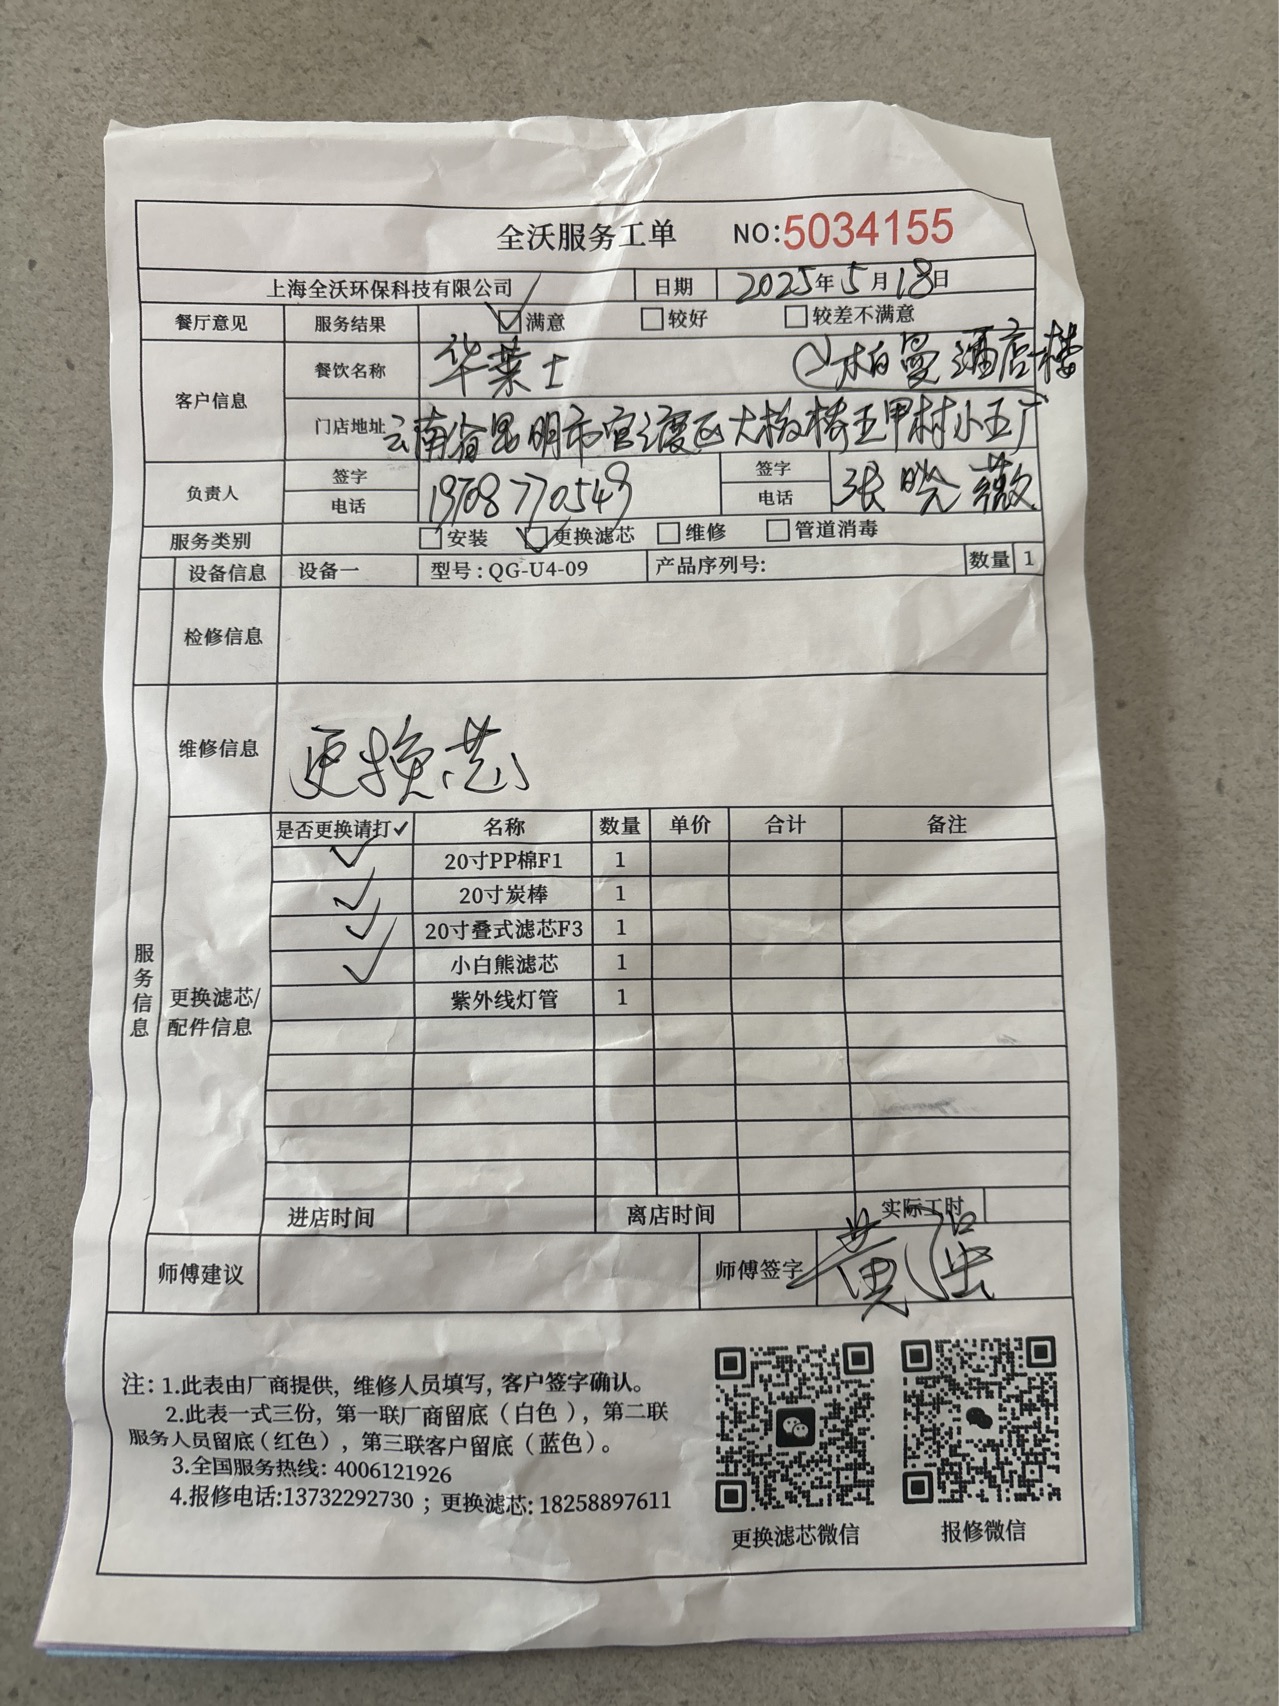 全沃服务工单 NO:5034155
上海全沃环保科技有限公司 日期 2025年5月18日
餐厅意见 服务结果 满意 较好 较差不满意
客户信息 餐饮名称 华莱士 柏曼酒店楼
门店地址 云南省昆明市官渡区大板桥五甲村小五厂
负责人 签字 签字 张晓薇
电话 19708770549 电话
服务类别 安装 更换滤芯 维修 管道消毒
设备信息 设备一 型号:QG-U4-09 产品序列号: 数量 1
检修信息
维修信息 更换芯
服务信息
更换滤芯/配件信息
是否更换请打✓ 名称 数量 单价 合计 备注
✓ 20寸PP棉F1 1
✓ 20寸炭棒 1
✓ 20寸叠式滤芯F3 1
✓ 小白熊滤芯 1
紫外线灯管 1
进店时间 离店时间 实际工时
师傅建议 师傅签字 黄强
注: 1.此表由厂商提供, 维修人员填写, 客户签字确认。
2.此表一式三份, 第一联厂商留底(白色), 第二联
服务人员留底(红色), 第三联客户留底(蓝色)。
3.全国服务热线: 4006121926
4.报修电话:13732292730 ; 更换滤芯: 18258897611
更换滤芯微信 报修微信